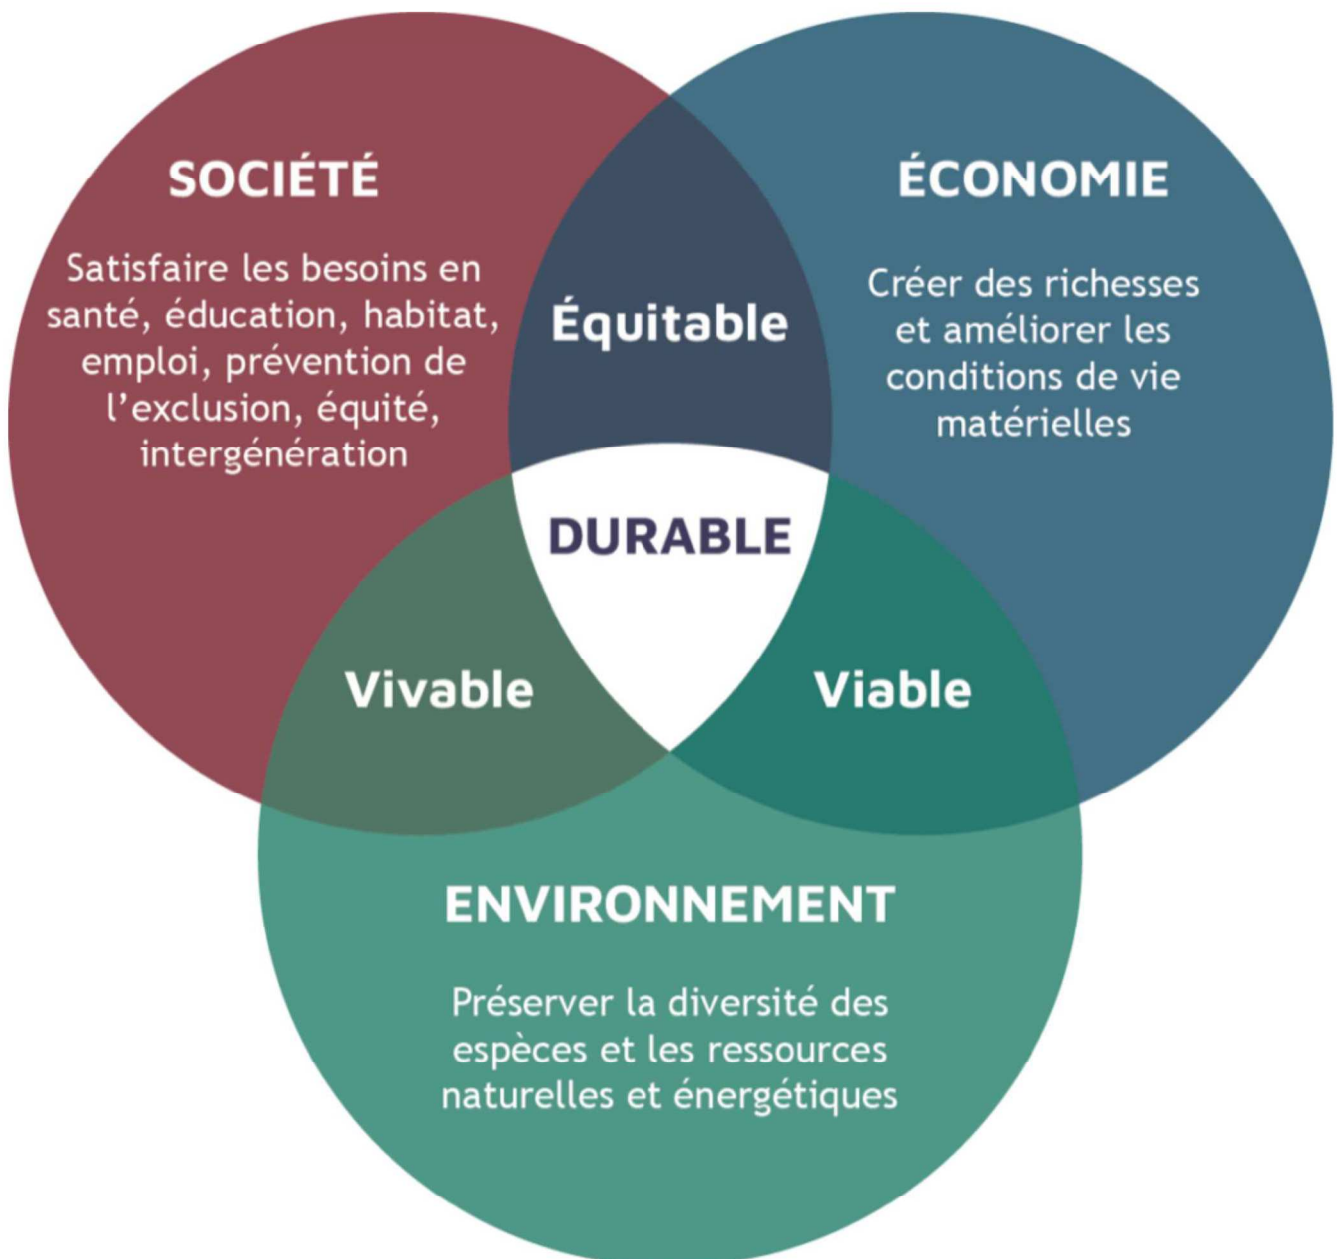 SOCIÉTÉ
Satisfaire les besoins en
santé, éducation, habitat,
emploi, prévention de
l’exclusion, équité,
intergénération
Équitable
ÉCONOMIE
Créer des richesses
et améliorer les
conditions de vie
matérielles
DURABLE
Vivable
Viable
ENVIRONNEMENT
Préserver la diversité des
espèces et les ressources
naturelles et énergétiques